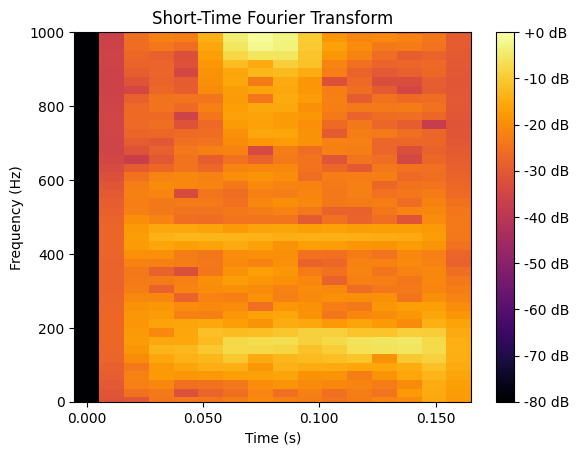 Short-Time Fourier Transform
Frequency (Hz)
1000
800
600
400
200
0
0.000
0.050
0.100
0.150
Time (s)
+0 dB
-10 dB
-20 dB
-30 dB
-40 dB
-50 dB
-60 dB
-70 dB
-80 dB